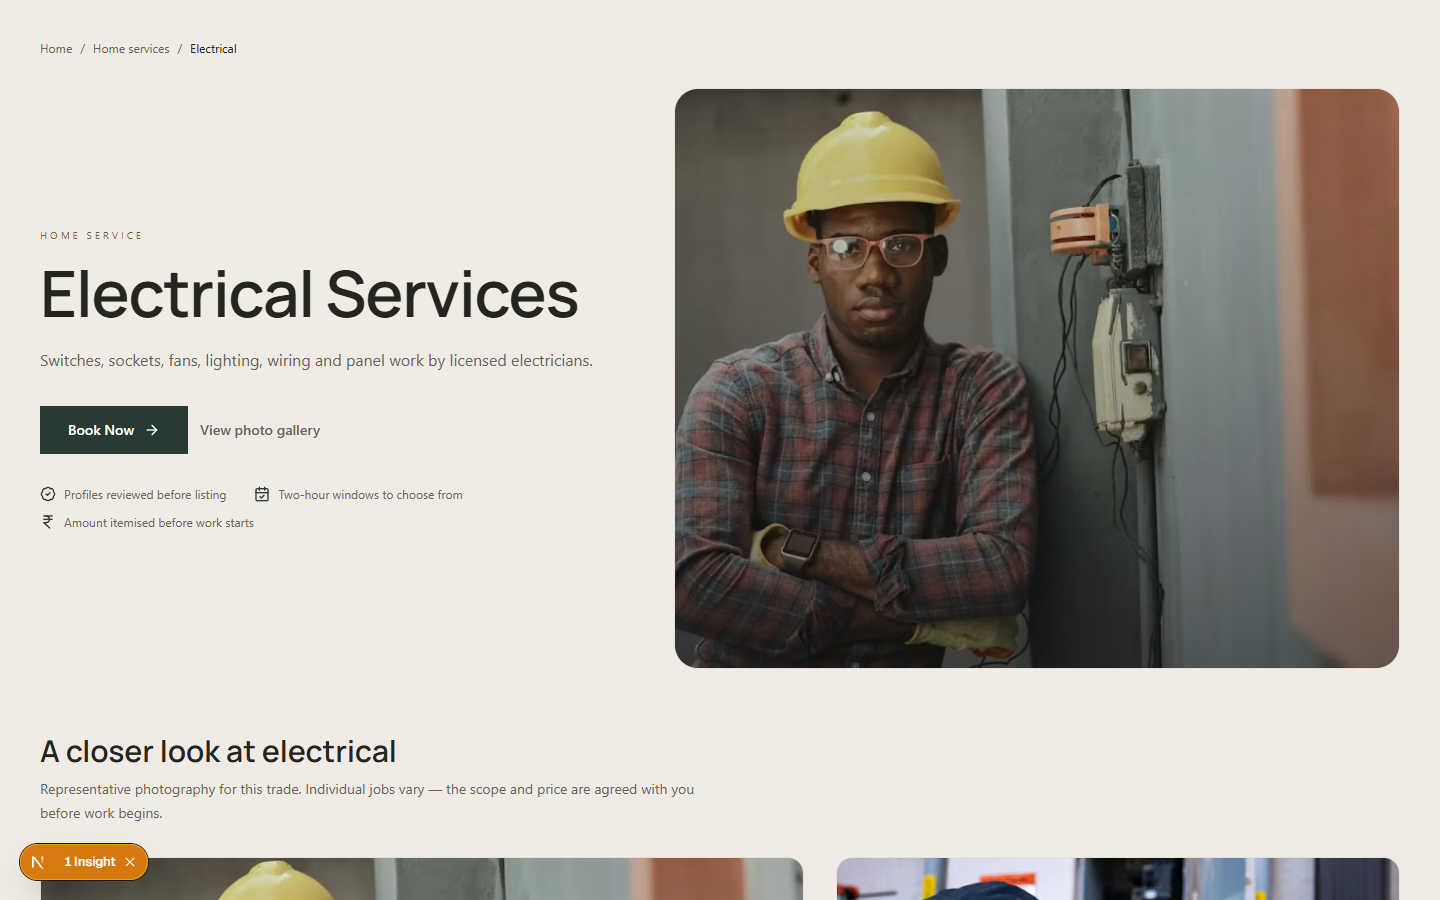 Home / Home services / Electrical
HOME SERVICE
Electrical Services
Switches, sockets, fans, lighting, wiring and panel work by licensed electricians.
Book Now
View photo gallery
Profiles reviewed before listing
Two-hour windows to choose from
Amount itemised before work starts
A closer look at electrical
Representative photography for this trade. Individual jobs vary — the scope and price are agreed with you
before work begins.
1 Insight